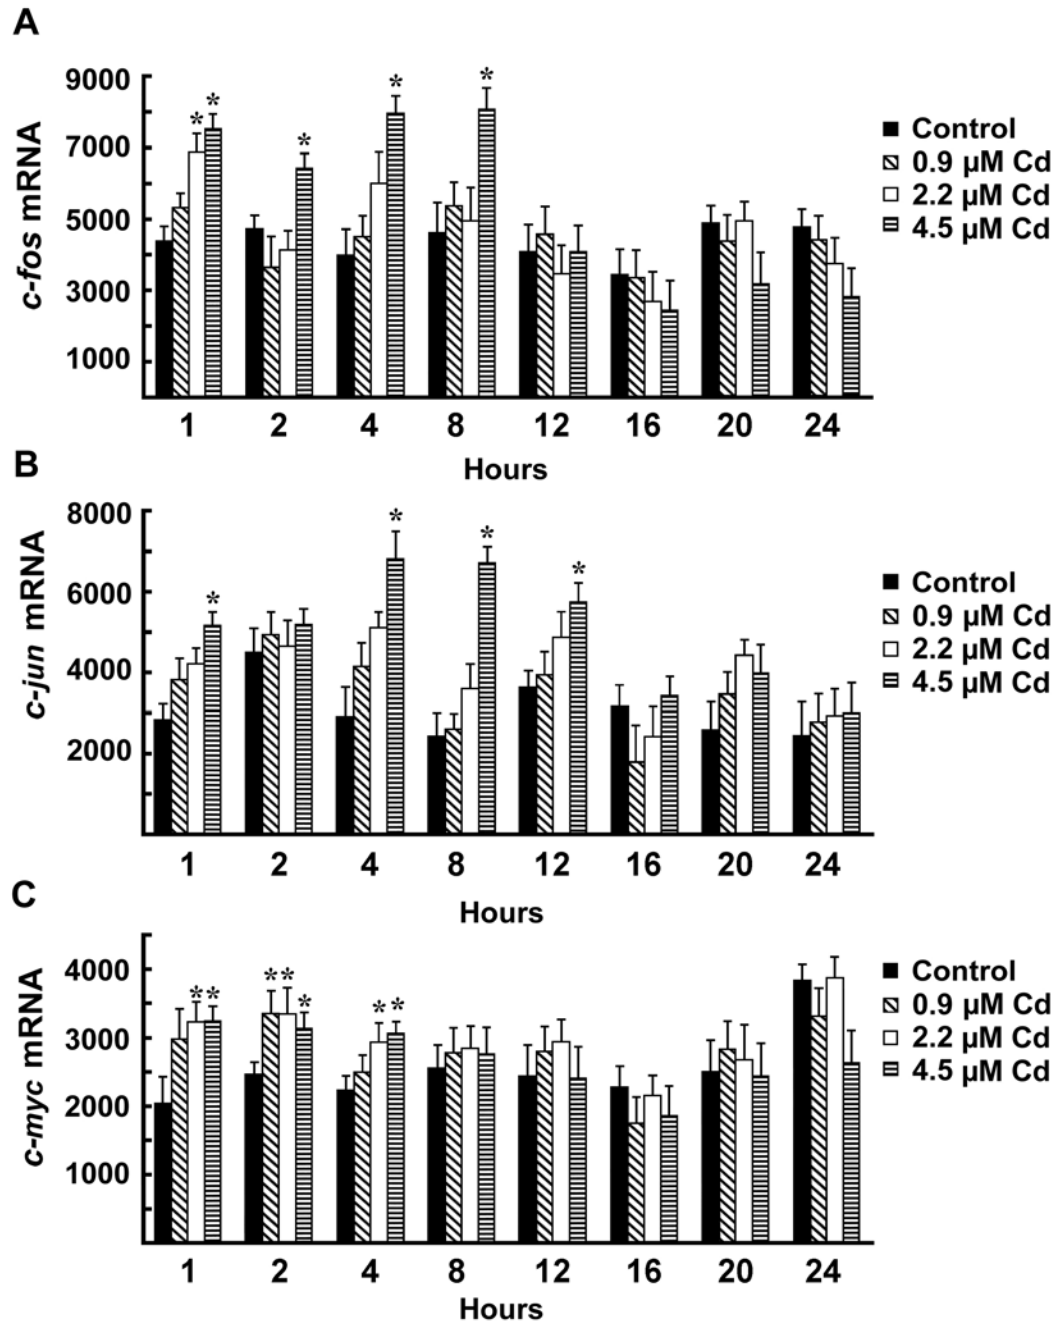 A
c-fos mRNA
9000
7000
5000
3000
1000
* * * * *
Control
0.9 µM Cd
2.2 µM Cd
4.5 µM Cd
1 2 4 8 12 16 20 24
Hours
B
c-jun mRNA
8000
6000
4000
2000
* * * *
Control
0.9 µM Cd
2.2 µM Cd
4.5 µM Cd
1 2 4 8 12 16 20 24
Hours
C
c-myc mRNA
4000
3000
2000
1000
** ** * * *
Control
0.9 µM Cd
2.2 µM Cd
4.5 µM Cd
1 2 4 8 12 16 20 24
Hours